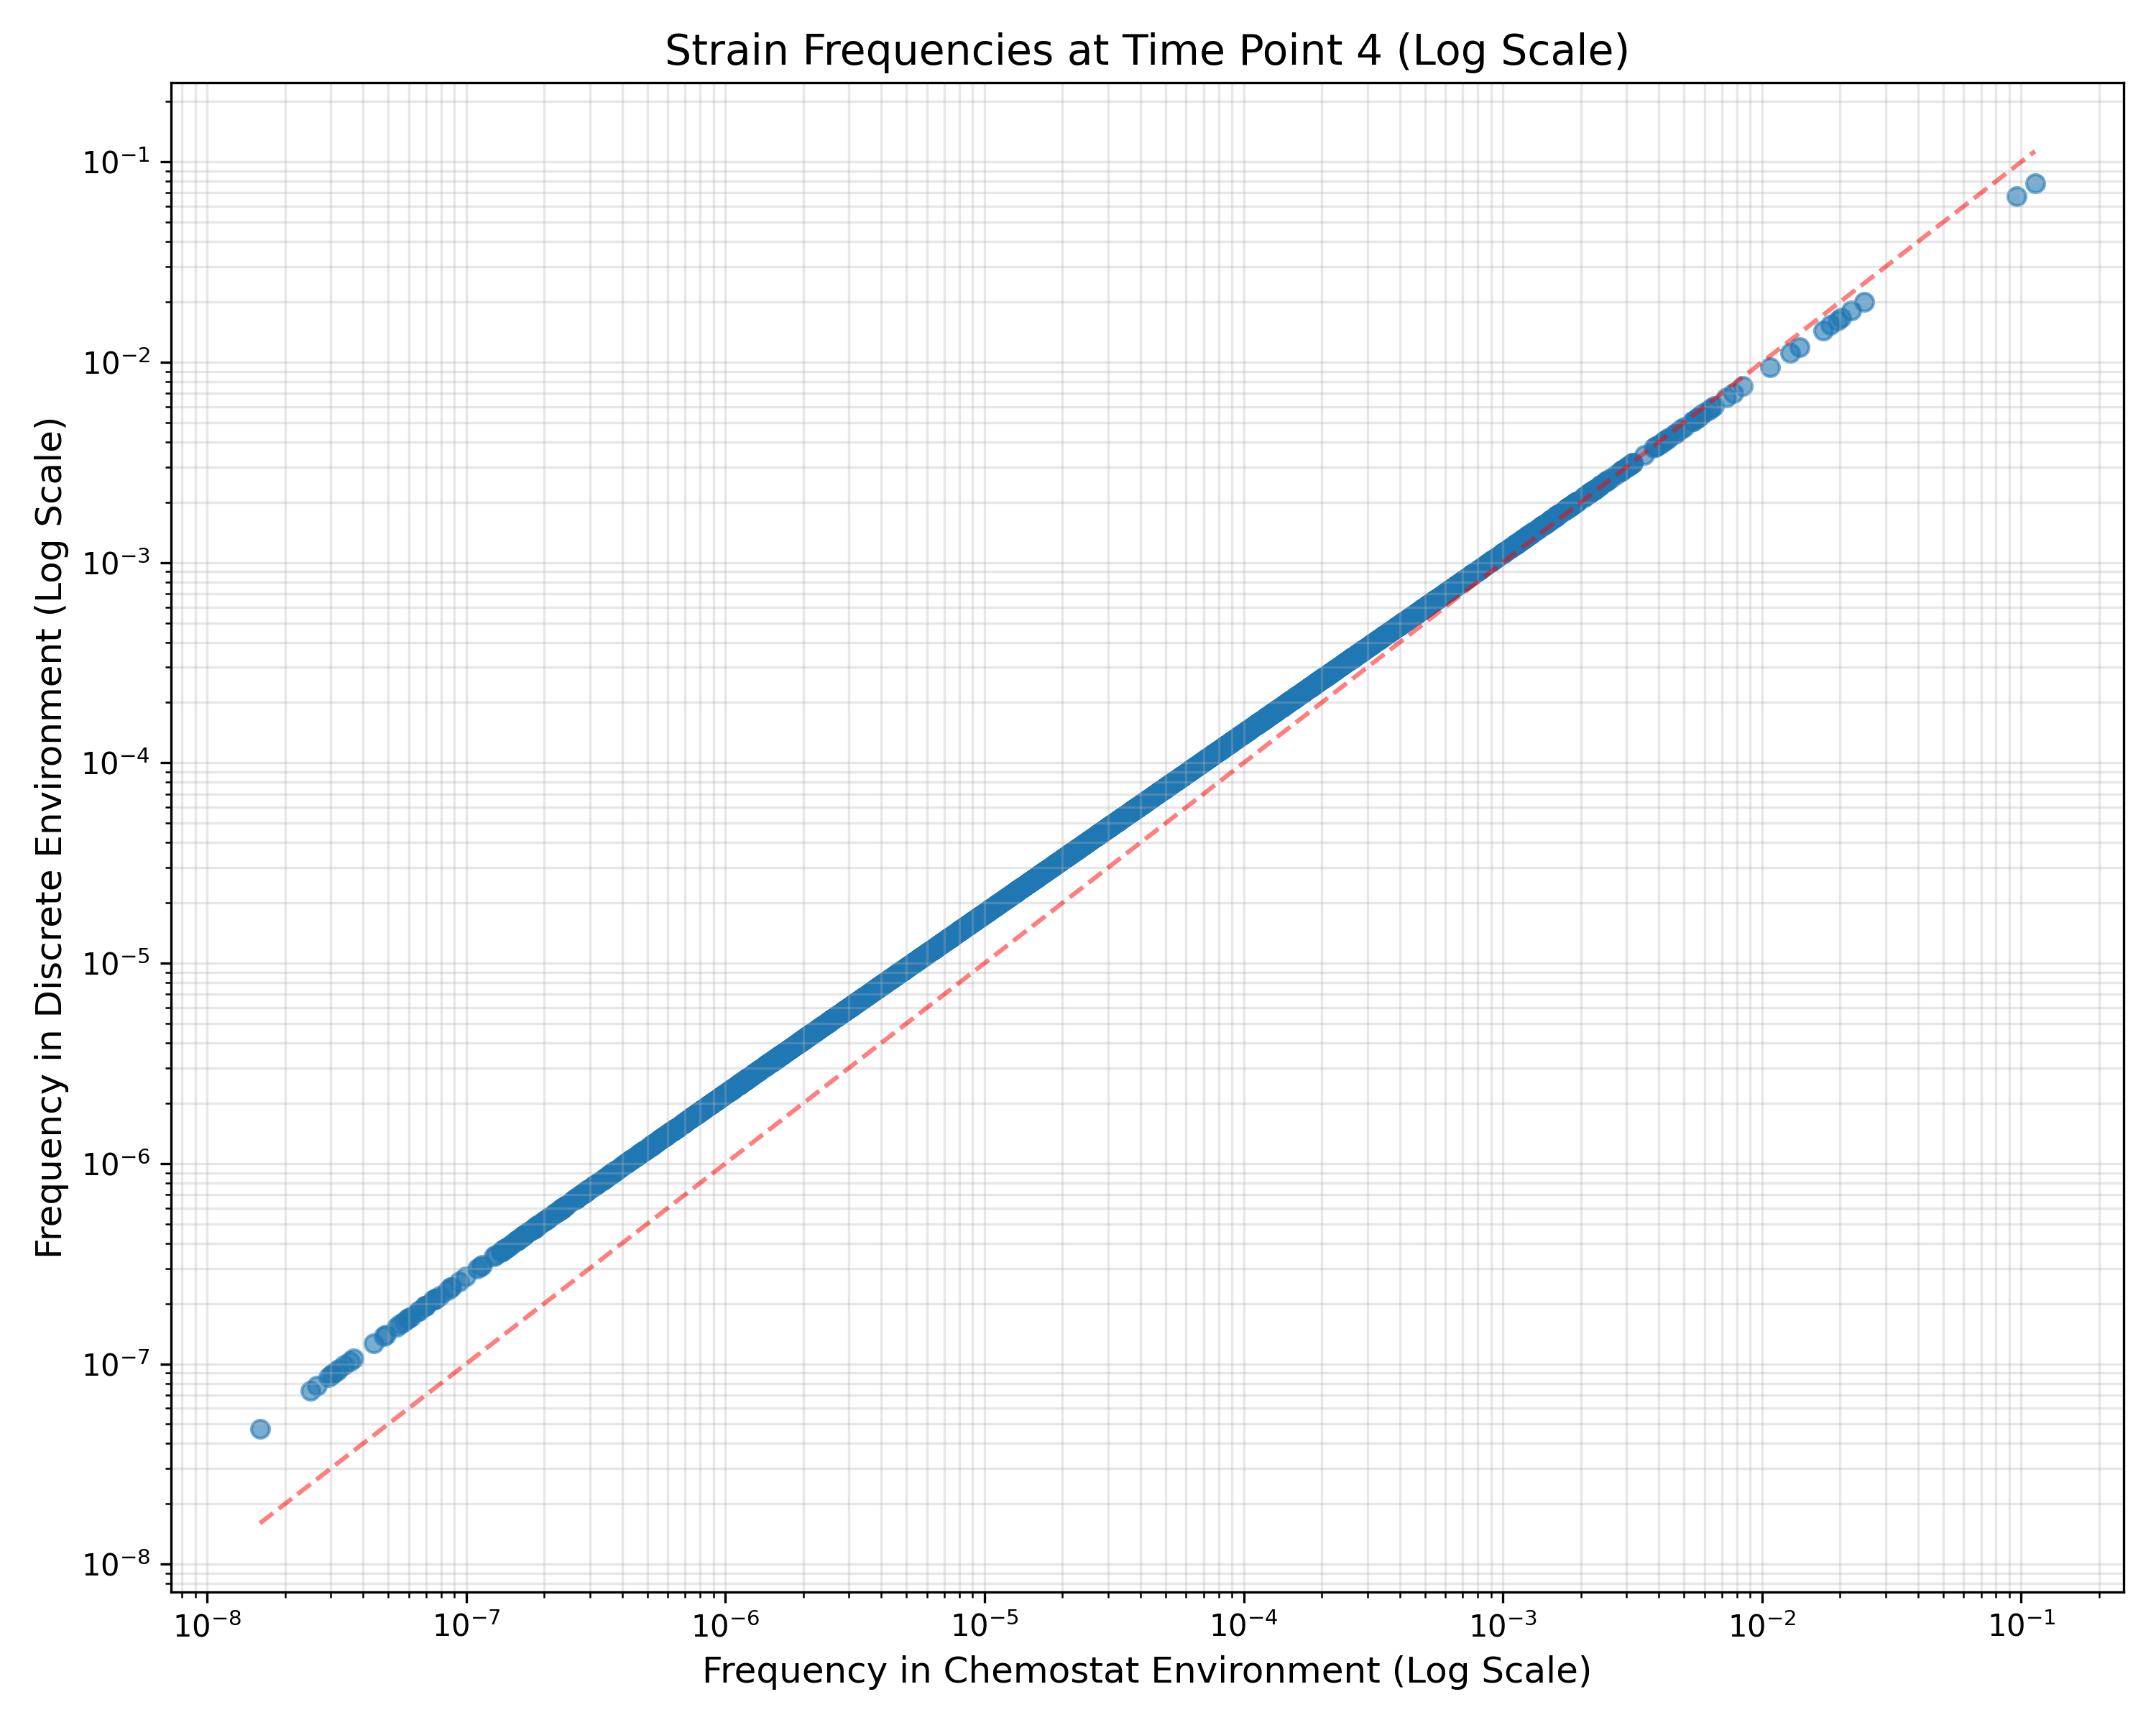 Strain Frequencies at Time Point 4 (Log Scale)
Frequency in Discrete Environment (Log Scale)
10⁻¹
10⁻²
10⁻³
10⁻⁴
10⁻⁵
10⁻⁶
10⁻⁷
10⁻⁸
10⁻⁸ 10⁻⁷ 10⁻⁶ 10⁻⁵ 10⁻⁴ 10⁻³ 10⁻² 10⁻¹
Frequency in Chemostat Environment (Log Scale)